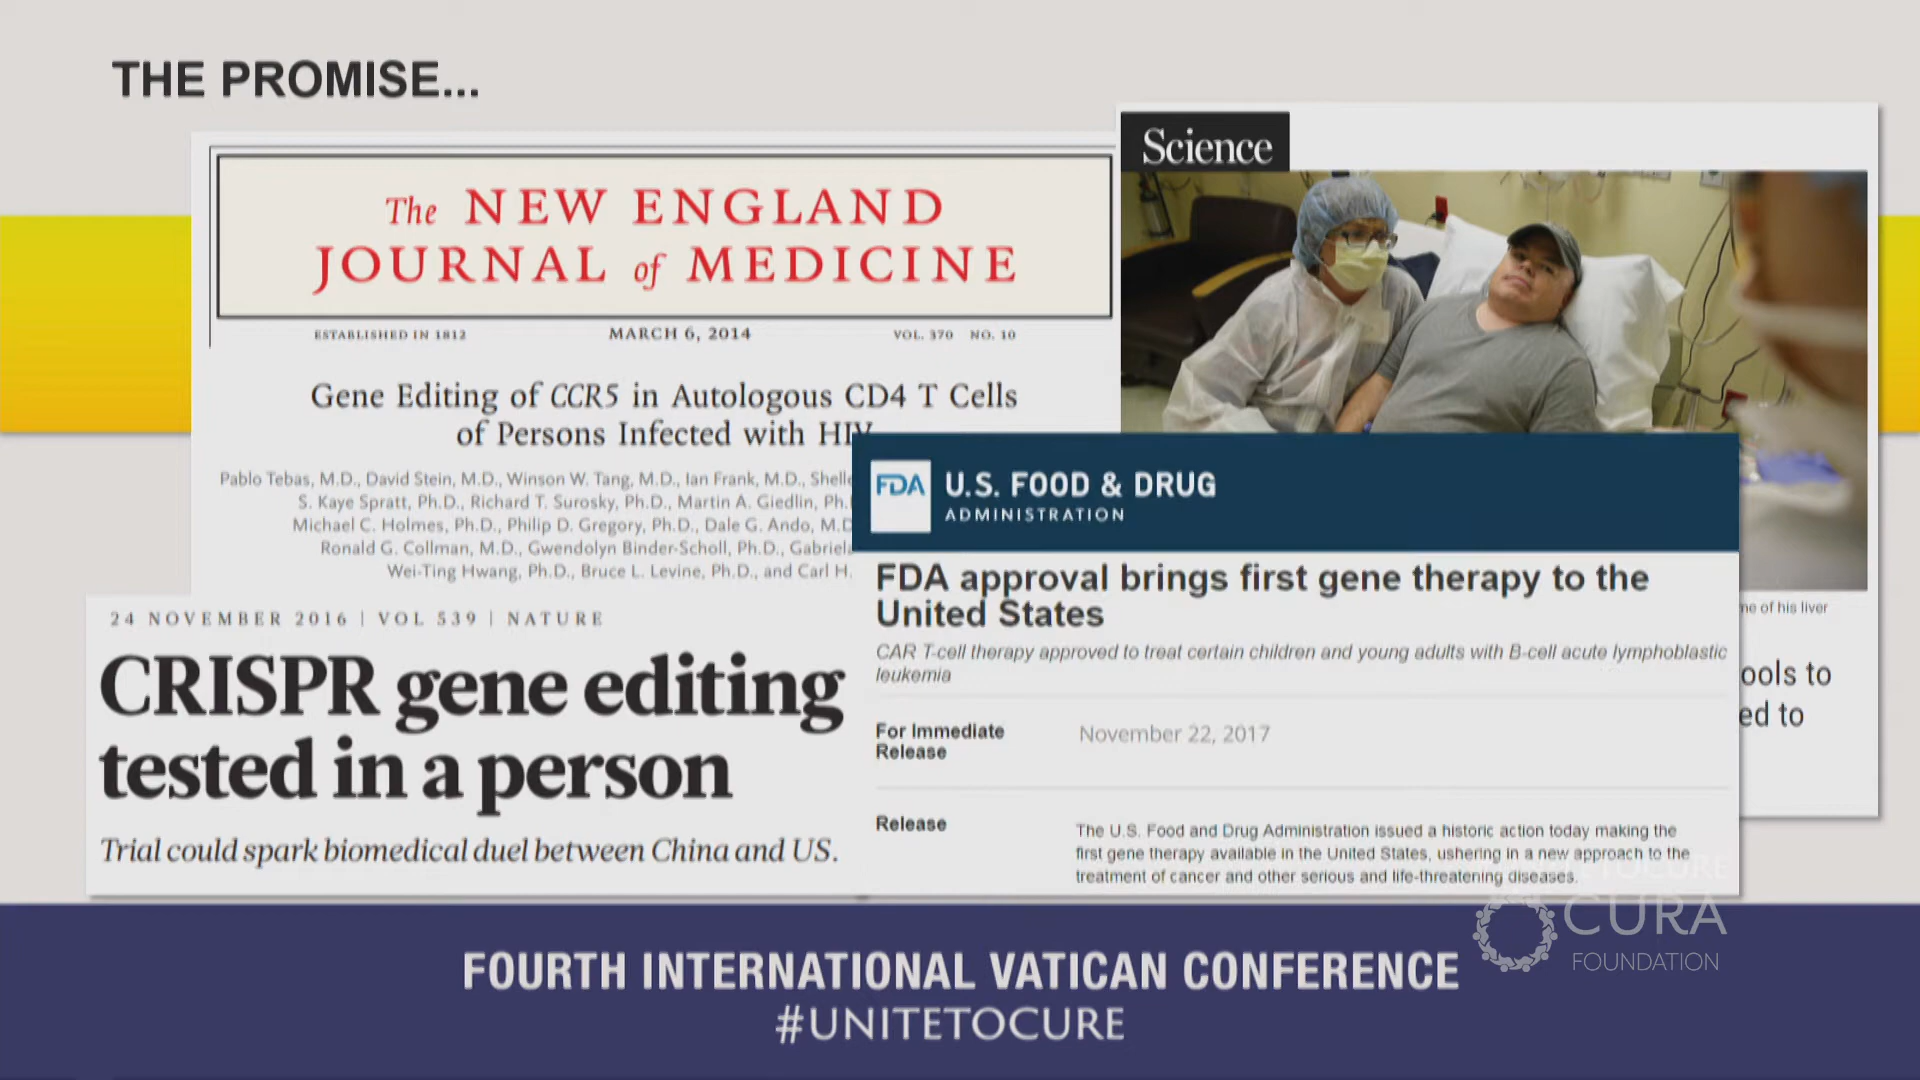 THE PROMISE...
The NEW ENGLAND
JOURNAL of MEDICINE
ESTABLISHED IN 1812 MARCH 6, 2014 VOL. 370 NO. 10
Gene Editing of CCR5 in Autologous CD4 T Cells
of Persons Infected with HIV
Pablo Tebas, M.D., David Stein, M.D., Winson W. Tang, M.D., Ian Frank, M.D., Shelle
S. Kaye Spratt, Ph.D., Richard T. Surosky, Ph.D., Martin A. Giedlin, Ph.
Michael C. Holmes, Ph.D., Philip D. Gregory, Ph.D., Dale G. Ando, M.D
Ronald G. Collman, M.D., Gwendolyn Binder-Scholl, Ph.D., Gabriela
Wei-Ting Hwang, Ph.D., Bruce L. Levine, Ph.D., and Carl H.
Science
me of his liver
ools to
ed to
24 NOVEMBER 2016 | VOL 539 | NATURE
CRISPR gene editing
tested in a person
Trial could spark biomedical duel between China and US.
FDA U.S. FOOD & DRUG
ADMINISTRATION
FDA approval brings first gene therapy to the
United States
CAR T-cell therapy approved to treat certain children and young adults with B-cell acute lymphoblastic
leukemia
For Immediate
Release
November 22, 2017
Release
The U.S. Food and Drug Administration issued a historic action today making the
first gene therapy available in the United States, ushering in a new approach to the
treatment of cancer and other serious and life-threatening diseases.
CURA
FOUNDATION
FOURTH INTERNATIONAL VATICAN CONFERENCE
#UNITETOCURE